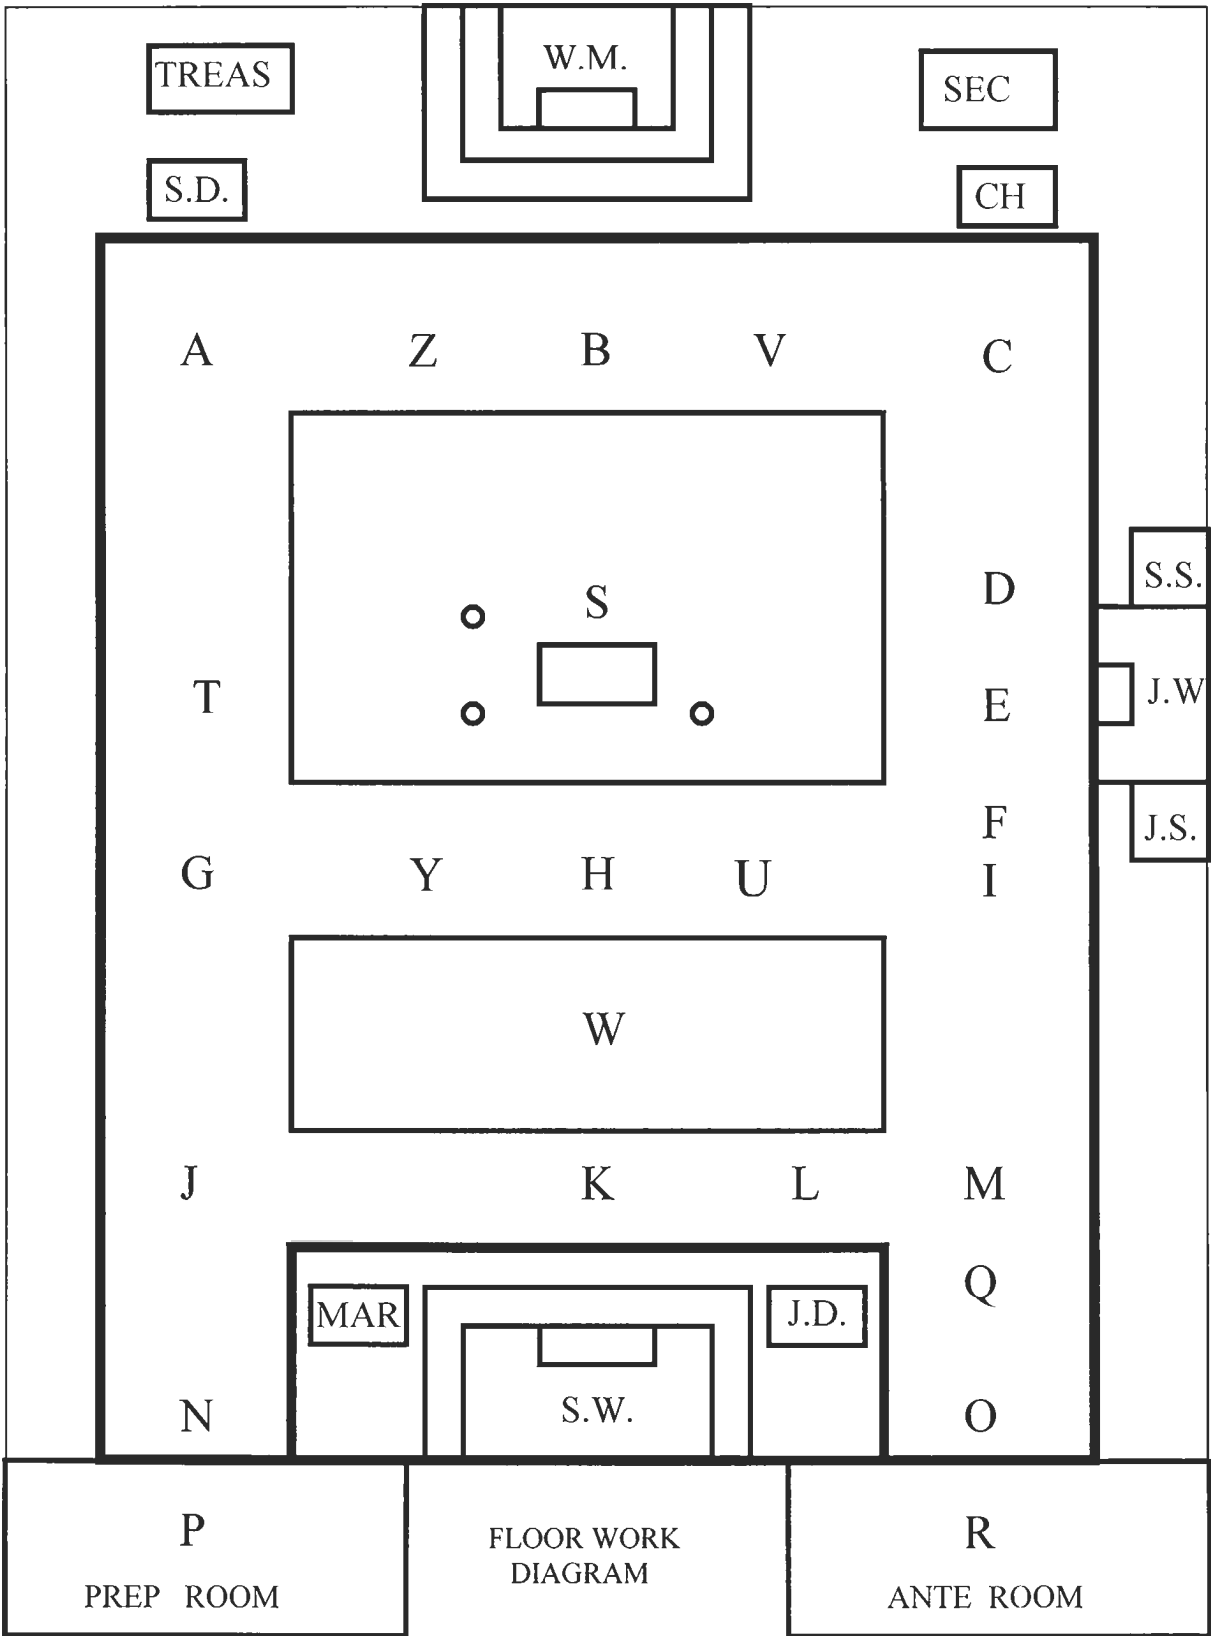 W.M.
TREAS
SEC
S.D.
CH
A Z B V C
S.S.
D
S
J.W
T E
F
J.S.
G Y H U I
W
J K L M
Q
MAR
J.D.
S.W.
N O
P
R
FLOOR WORK
DIAGRAM
PREP ROOM
ANTE ROOM